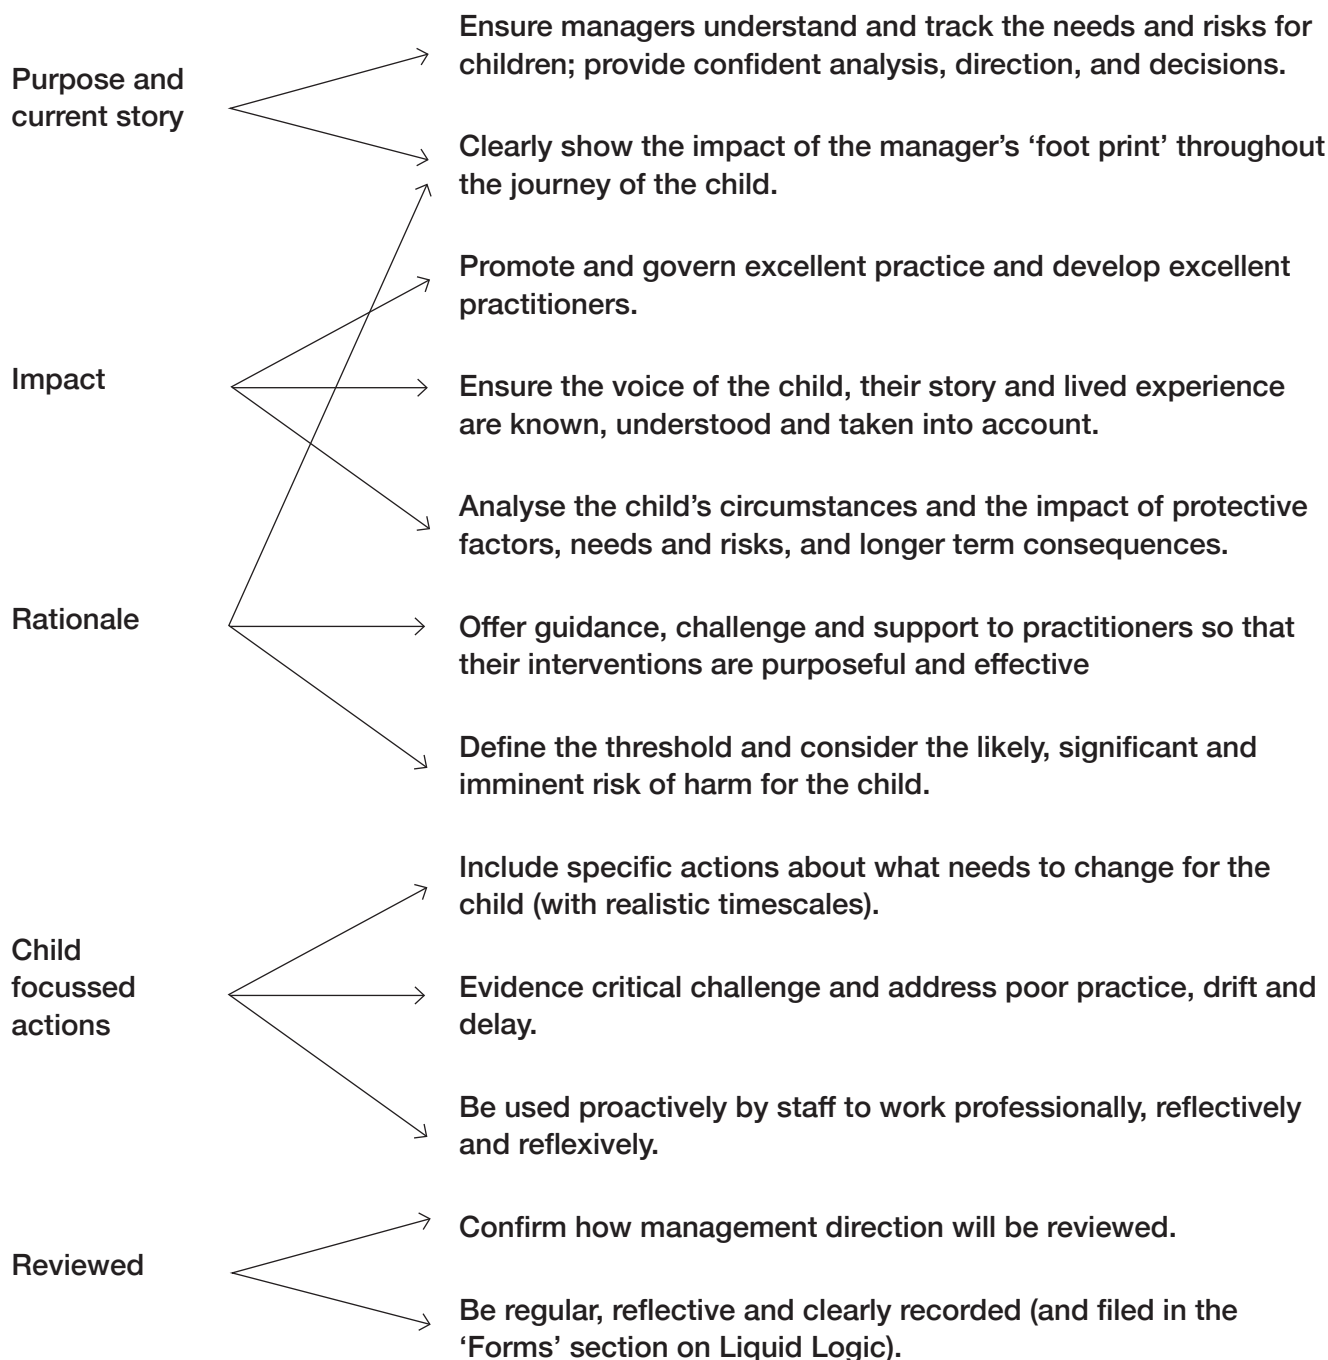 Purpose and
current story
Ensure managers understand and track the needs and risks for
children; provide confident analysis, direction, and decisions.
Clearly show the impact of the manager’s ‘foot print’ throughout
the journey of the child.
Impact
Promote and govern excellent practice and develop excellent
practitioners.
Ensure the voice of the child, their story and lived experience
are known, understood and taken into account.
Analyse the child’s circumstances and the impact of protective
factors, needs and risks, and longer term consequences.
Rationale
Offer guidance, challenge and support to practitioners so that
their interventions are purposeful and effective
Define the threshold and consider the likely, significant and
imminent risk of harm for the child.
Child
focussed
actions
Include specific actions about what needs to change for the
child (with realistic timescales).
Evidence critical challenge and address poor practice, drift and
delay.
Be used proactively by staff to work professionally, reflectively
and reflexively.
Reviewed
Confirm how management direction will be reviewed.
Be regular, reflective and clearly recorded (and filed in the
‘Forms’ section on Liquid Logic).